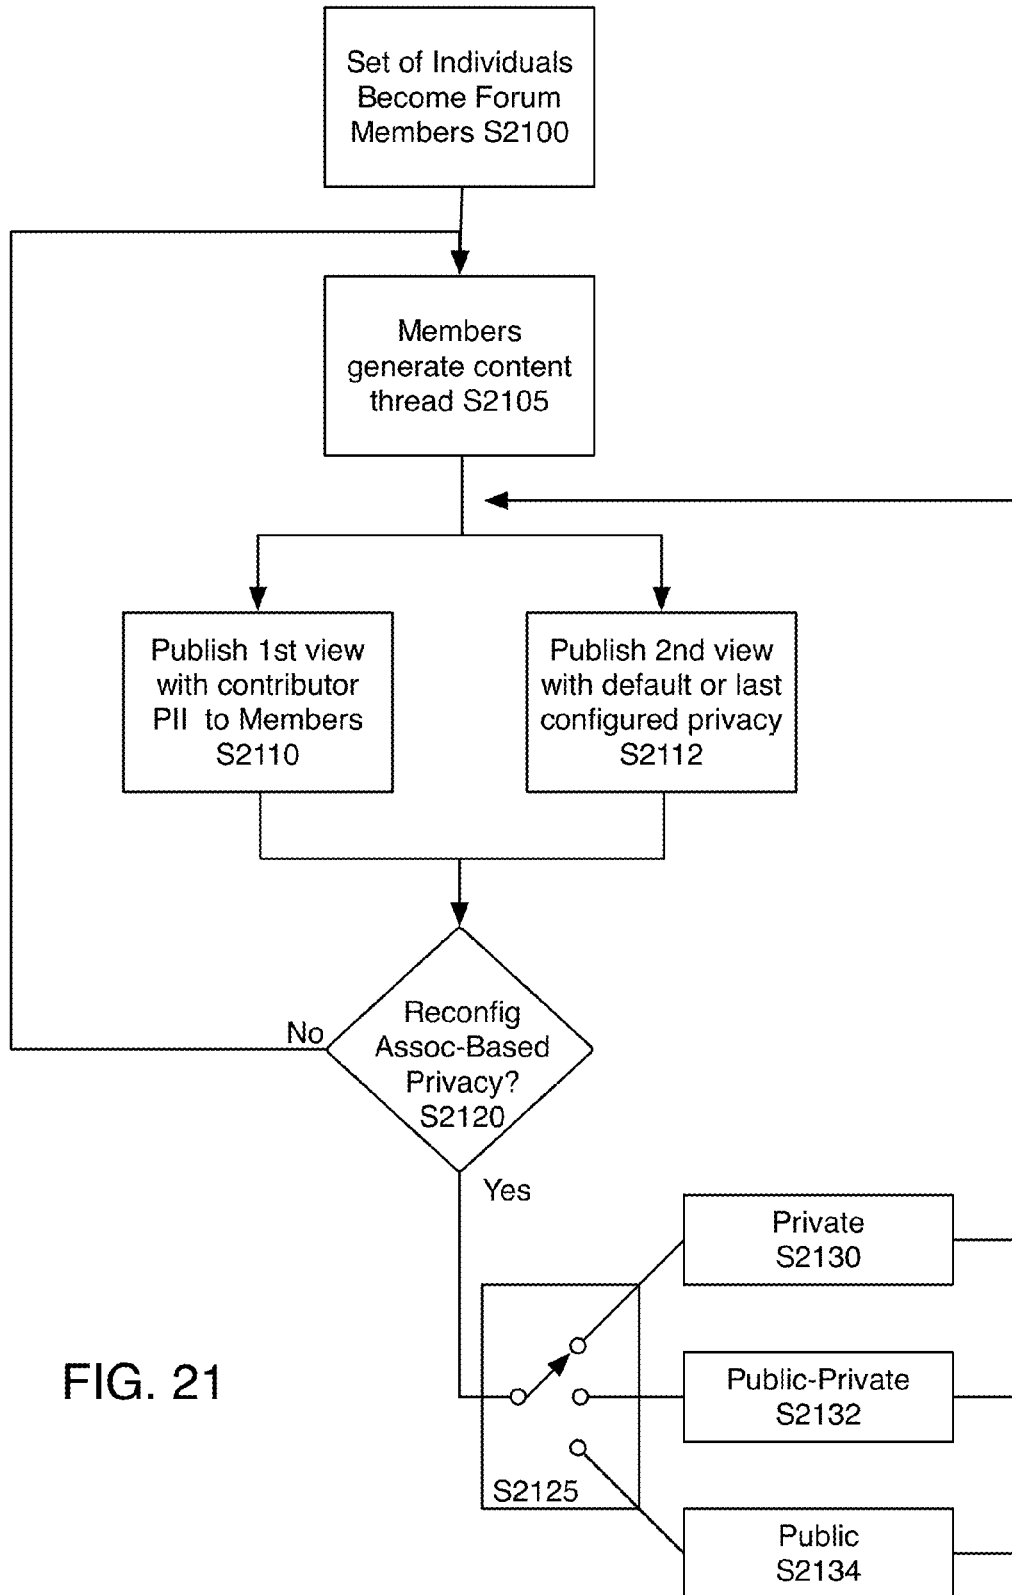 Set of Individuals
Become Forum
Members S2100
Members
generate content
thread S2105
Publish 1st view
with contributor
PII to Members
S2110
Publish 2nd view
with default or last
configured privacy
S2112
Reconfig
Assoc-Based
Privacy?
S2120
No
Yes
Private
S2130
Public-Private
S2132
S2125
Public
S2134
FIG. 21